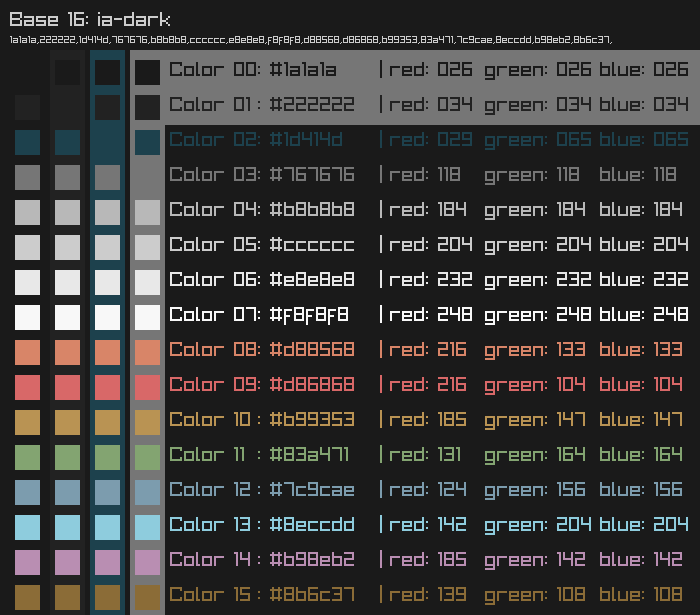 Base 16: ia-dark
1a1a1a,222222,1d414d,767676,b8b8b8,cccccc,e8e8e8,f8f8f8,d88568,d86868,b99353,83a471,7c9cae,8eccdd,b98eb2,8b6c37,
Color 00: #1a1a1a | red: 026 green: 026 blue: 026
Color 01: #222222 | red: 034 green: 034 blue: 034
Color 02: #1d414d | red: 029 green: 065 blue: 065
Color 03: #767676 | red: 118 green: 118 blue: 118
Color 04: #b8b8b8 | red: 184 green: 184 blue: 184
Color 05: #cccccc | red: 204 green: 204 blue: 204
Color 06: #e8e8e8 | red: 232 green: 232 blue: 232
Color 07: #f8f8f8 | red: 248 green: 248 blue: 248
Color 08: #d88568 | red: 216 green: 133 blue: 133
Color 09: #d86868 | red: 216 green: 104 blue: 104
Color 10 : #b99353 | red: 185 green: 147 blue: 147
Color 11 : #83a471 | red: 131 green: 164 blue: 164
Color 12 : #7c9cae | red: 124 green: 156 blue: 156
Color 13 : #8eccdd | red: 142 green: 204 blue: 204
Color 14 : #b98eb2 | red: 185 green: 142 blue: 142
Color 15 : #8b6c37 | red: 139 green: 108 blue: 108